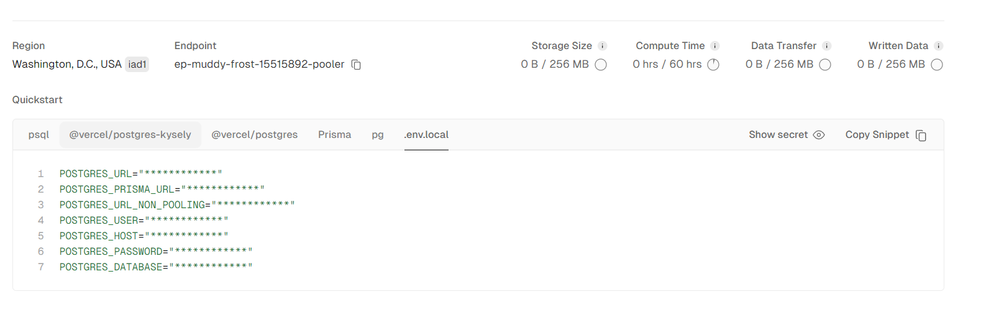 Region Endpoint Storage Size i Compute Time i Data Transfer i Written Data i
Washington, D.C., USA iad1 ep-muddy-frost-15515892-pooler 0 B / 256 MB 0 hrs / 60 hrs 0 B / 256 MB 0 B / 256 MB
Quickstart
psql @vercel/postgres-kysely @vercel/postgres Prisma pg .env.local Show secret Copy Snippet
1 POSTGRES_URL="************"
2 POSTGRES_PRISMA_URL="************"
3 POSTGRES_URL_NON_POOLING="************"
4 POSTGRES_USER="************"
5 POSTGRES_HOST="************"
6 POSTGRES_PASSWORD="************"
7 POSTGRES_DATABASE="************"